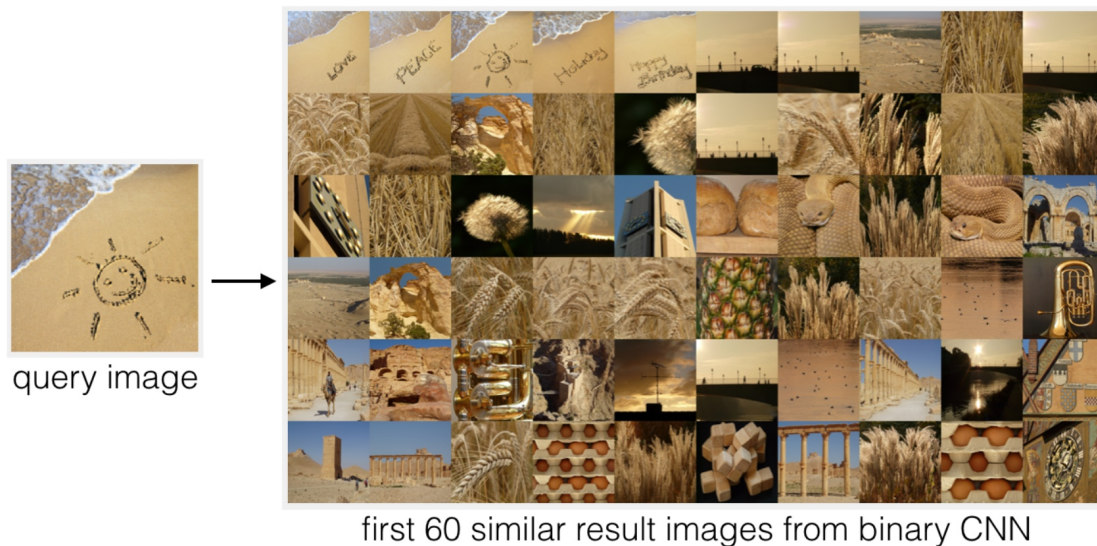 LOVE
PEACE
Holiday
Happy
Birthday
query image
first 60 similar result images from binary CNN